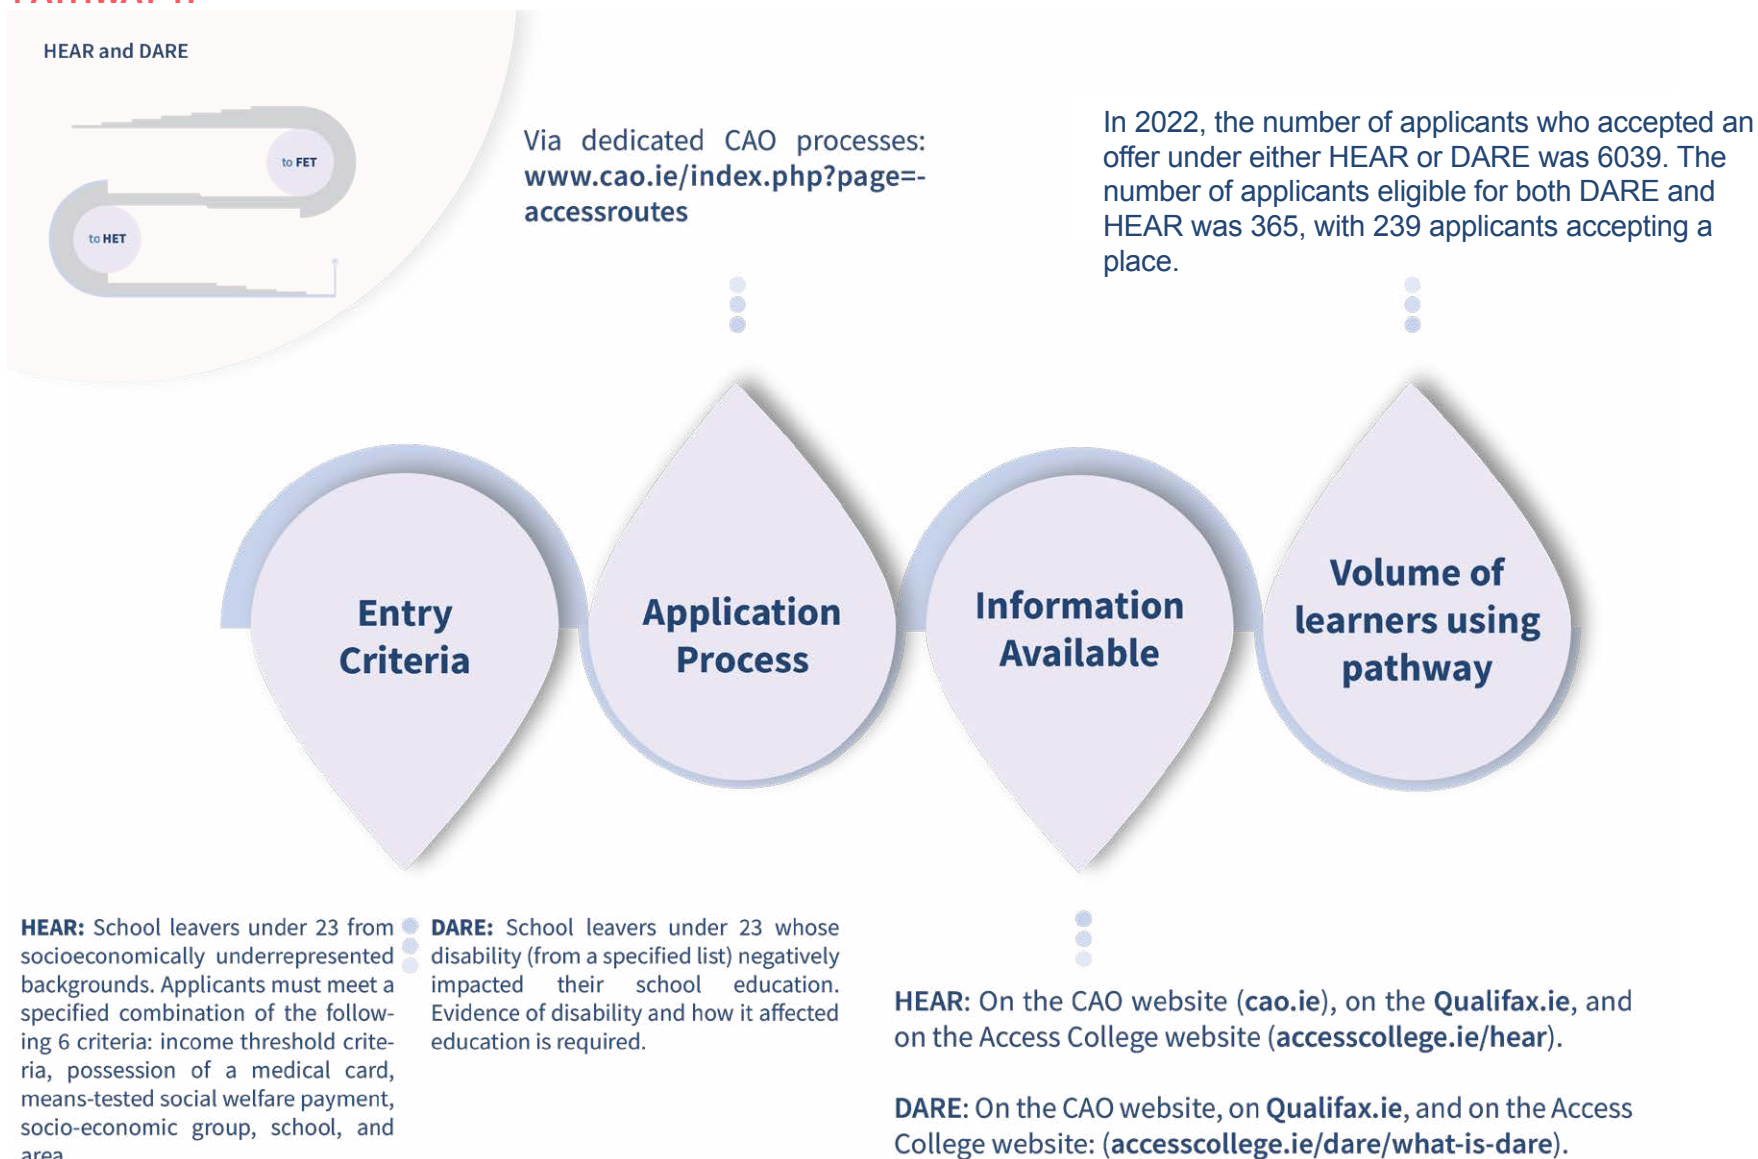 HEAR and DARE
to FET
to HET
Via dedicated CAO processes:
www.cao.ie/index.php?page=-
accessroutes
In 2022, the number of applicants who accepted an
offer under either HEAR or DARE was 6039. The
number of applicants eligible for both DARE and
HEAR was 365, with 239 applicants accepting a
place.
Entry
Criteria
Application
Process
Information
Available
Volume of
learners using
pathway
HEAR: School leavers under 23 from
socioeconomically underrepresented
backgrounds. Applicants must meet a
specified combination of the follow-
ing 6 criteria: income threshold crite-
ria, possession of a medical card,
means-tested social welfare payment,
socio-economic group, school, and
area
DARE: School leavers under 23 whose
disability (from a specified list) negatively
impacted their school education.
Evidence of disability and how it affected
education is required.
HEAR: On the CAO website (cao.ie), on the Qualifax.ie, and
on the Access College website (accesscollege.ie/hear).
DARE: On the CAO website, on Qualifax.ie, and on the Access
College website: (accesscollege.ie/dare/what-is-dare).